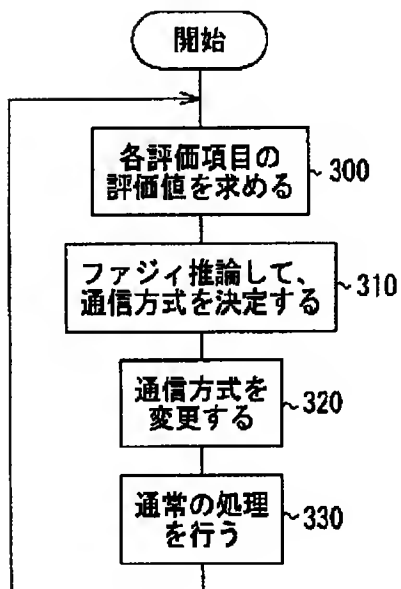 開始
各評価項目の
評価値を求める
300
ファジィ推論して、
通信方式を決定する
310
通信方式を
変更する
320
通常の処理
を行う
330